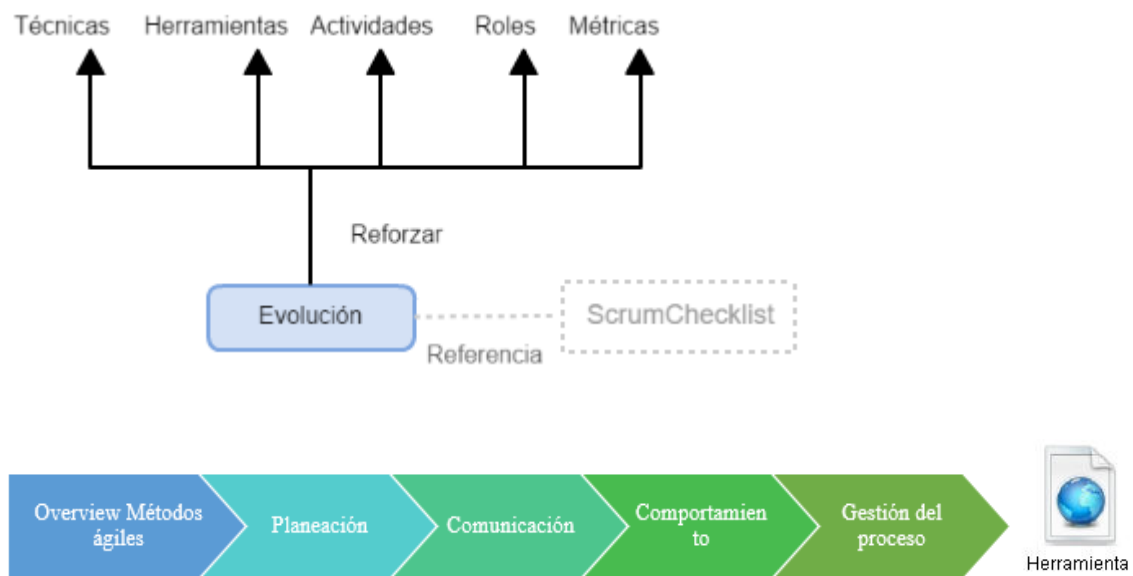 Técnicas Herramientas Actividades Roles Métricas
Reforzar
Evolución
ScrumChecklist
Referencia
Overview Métodos
ágiles
Planeación
Comunicación
Comportamien
to
Gestión del
proceso
Herramienta